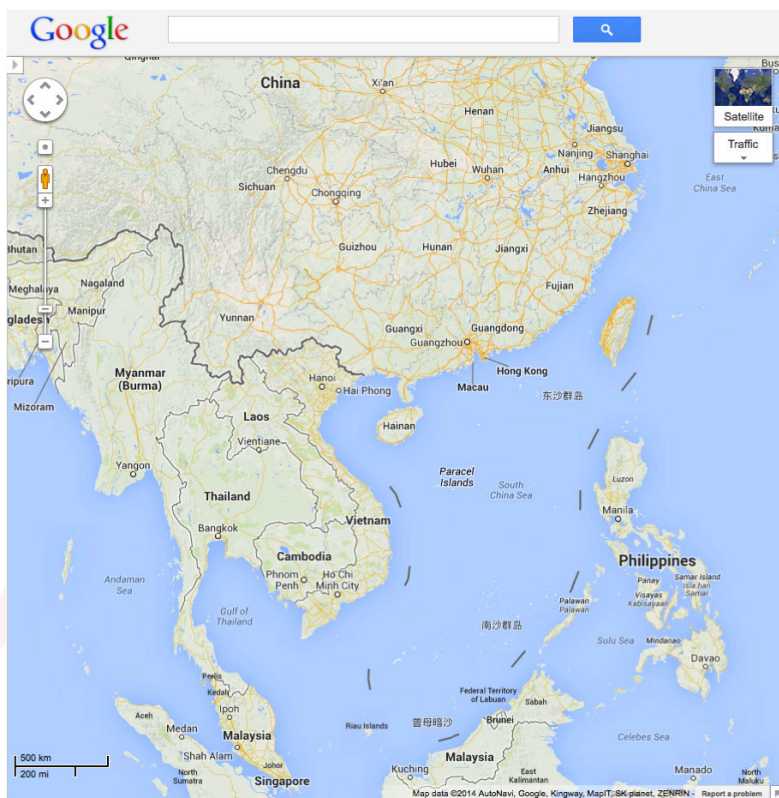 Google
Qinghai
China
Xi'an
Henan
Jiangsu
Satellite
Traffic
Nanjing
Shanghai
Hubei
Anhui
Wuhan
Hangzhou
East
China Sea
Chengdu
Sichuan
Chongqing
Zhejiang
Hunan
Jiangxi
Guizhou
Bhutan
Fujian
Meghalaya
Nagaland
Manipur
Yunnan
Guangxi
Guangdong
Guangzhou
Hong Kong
Macau
Myanmar
(Burma)
Hanoi
Hai Phong
东沙群岛
Mizoram
Laos
Hainan
Vientiane
Paracel
Islands
South
China Sea
Luzon
Yangon
Thailand
Manila
Vietnam
Bangkok
Cambodia
Philippines
Andaman
Sea
Phnom
Penh
Ho Chi
Minh City
Panay
Samar Island
Isla han
Samar
Visayas
Kabisayaan
Palawan
Palawan
Gulf of
Thailand
南沙群岛
Sulu Sea
Mindanao
Davao
Perlis
Kedah
Federal Territory
of Labuan
Sabah
Aceh
Ipoh
Medan
Riau Islands
曾母暗沙
Brunei
Malaysia
Celebes Sea
Shah Alam
Johor
Malaysia
500 km
200 mi
North
Sumatra
Singapore
Kuching
East
Kalimantan
Manado
North
Maluku
Map data ©2014 AutoNavi, Google, Kingway, MapIT, SK planet, ZENRIN -
Report a problem